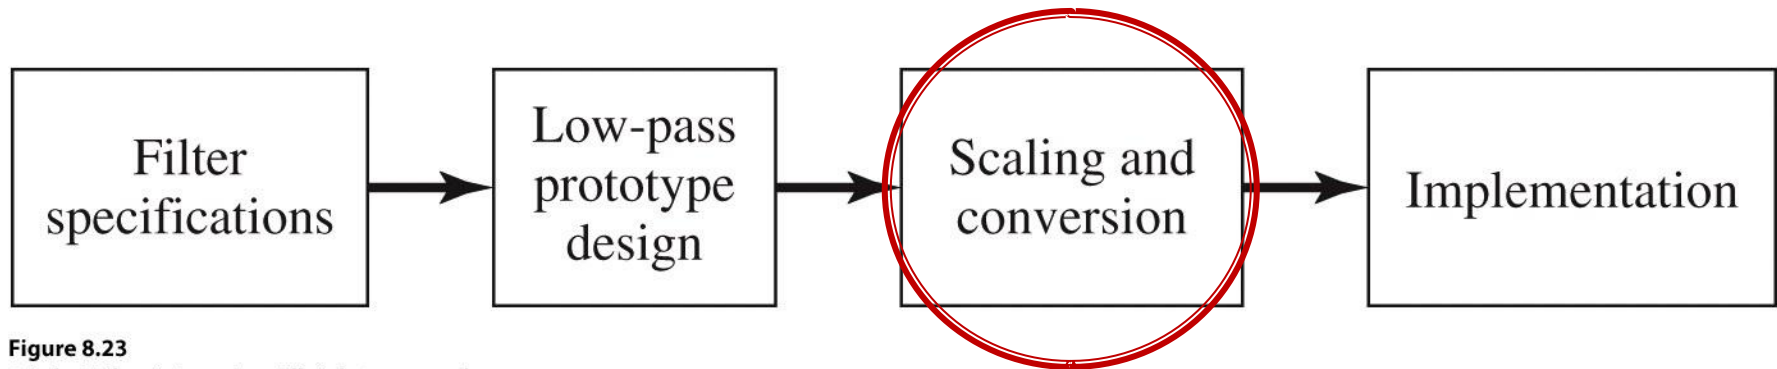 Filter
specifications
Low-pass
prototype
design
Scaling and
conversion
Implementation
Figure 8.23